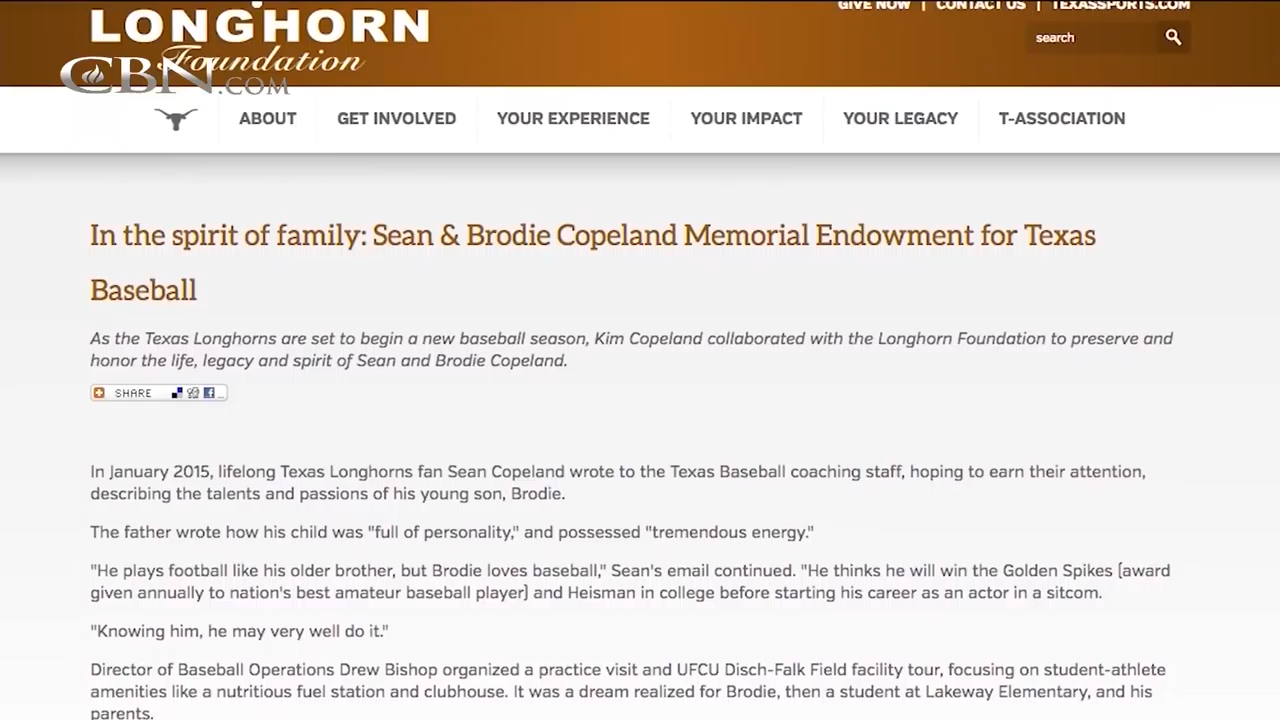 GIVE NOW | CONTACT US | TEXASSPORTS.COM
LONGHORN
Foundation
search
CBN.COM
ABOUT GET INVOLVED YOUR EXPERIENCE YOUR IMPACT YOUR LEGACY T-ASSOCIATION
In the spirit of family: Sean & Brodie Copeland Memorial Endowment for Texas
Baseball
As the Texas Longhorns are set to begin a new baseball season, Kim Copeland collaborated with the Longhorn Foundation to preserve and
honor the life, legacy and spirit of Sean and Brodie Copeland.
SHARE ...
In January 2015, lifelong Texas Longhorns fan Sean Copeland wrote to the Texas Baseball coaching staff, hoping to earn their attention,
describing the talents and passions of his young son, Brodie.
The father wrote how his child was "full of personality," and possessed "tremendous energy."
"He plays football like his older brother, but Brodie loves baseball," Sean's email continued. "He thinks he will win the Golden Spikes [award
given annually to nation's best amateur baseball player] and Heisman in college before starting his career as an actor in a sitcom.
"Knowing him, he may very well do it."
Director of Baseball Operations Drew Bishop organized a practice visit and UFCU Disch-Falk Field facility tour, focusing on student-athlete
amenities like a nutritious fuel station and clubhouse. It was a dream realized for Brodie, then a student at Lakeway Elementary, and his
parents.